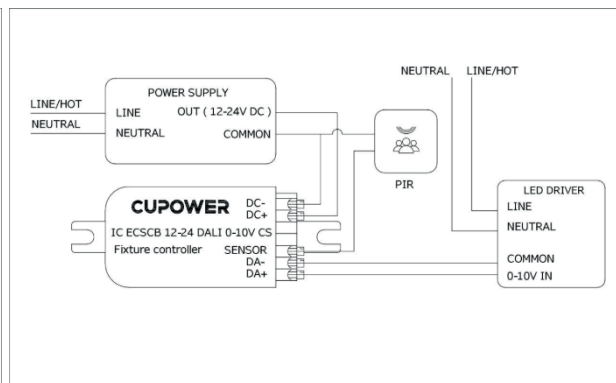 NEUTRAL LINE/HOT
POWER SUPPLY
LINE/HOT
LINE OUT ( 12-24V DC )
NEUTRAL
NEUTRAL COMMON
PIR
LED DRIVER
LINE
NEUTRAL
COMMON
0-10V IN
CUPOWER
DC-
DC+
IC ECSCB 12-24 DALI 0-10V CS
Fixture controller SENSOR
DA-
DA+